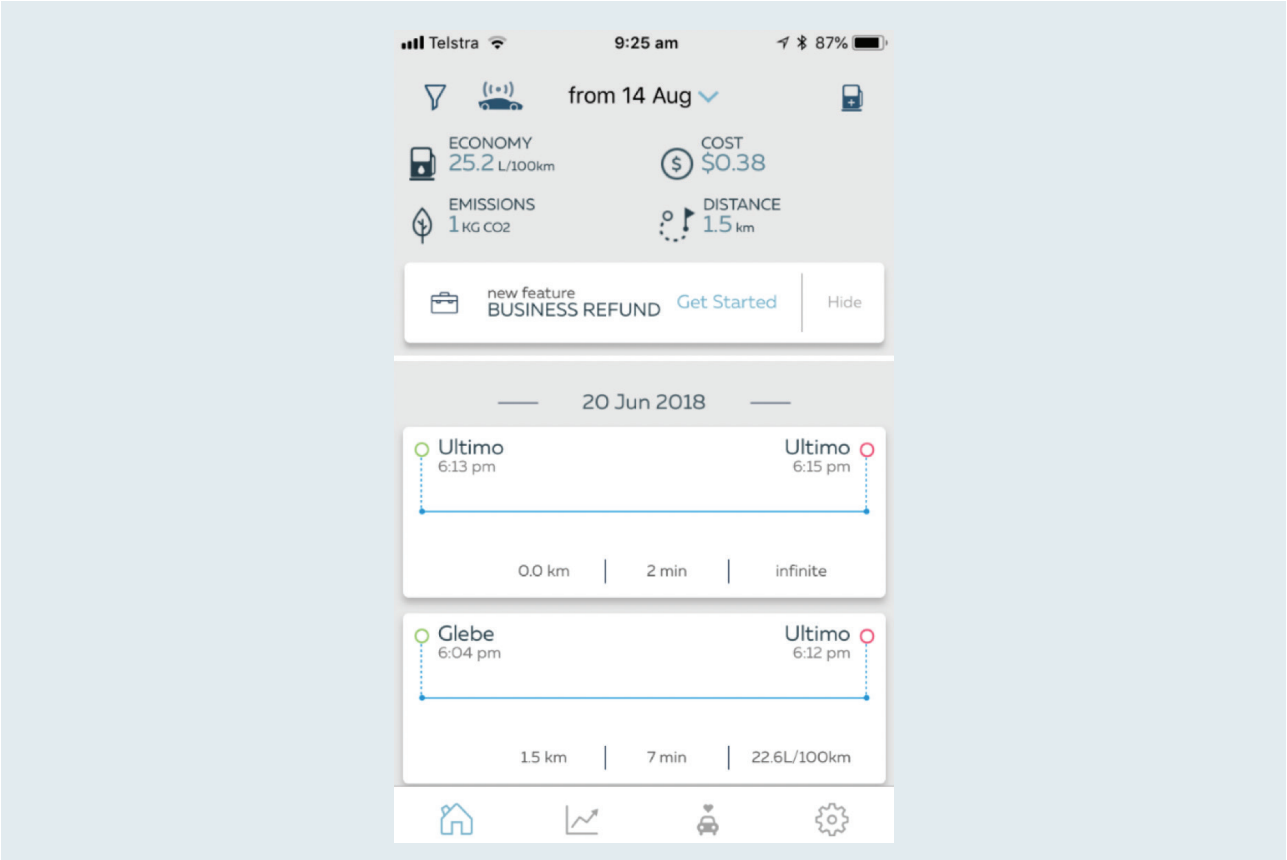 Telstra 9:25 am 87%
from 14 Aug
ECONOMY COST
25.2 L/100km $0.38
EMISSIONS DISTANCE
1 KG CO2 1.5 km
new feature
BUSINESS REFUND Get Started Hide
20 Jun 2018
Ultimo Ultimo
6:13 pm 6:15 pm
0.0 km 2 min infinite
Glebe Ultimo
6:04 pm 6:12 pm
1.5 km 7 min 22.6L/100km